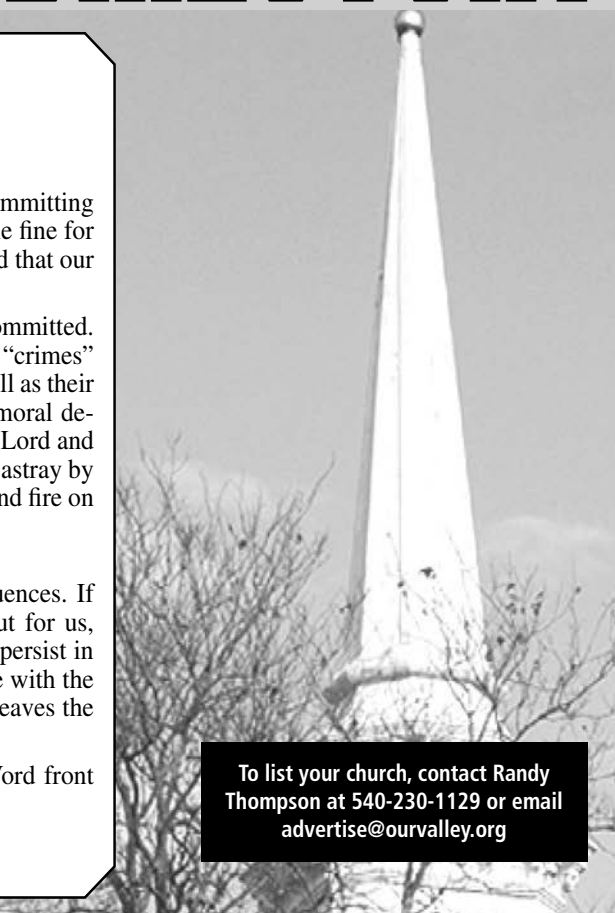 mmitting
e fine for
d that our
ommitted.
“crimes”
ll as their
moral de-
Lord and
astray by
nd fire on
uences. If
ut for us,
persist in
e with the
eaves the
ord front
To list your church, contact Randy
Thompson at 540-230-1129 or email
advertise@ourvalley.org